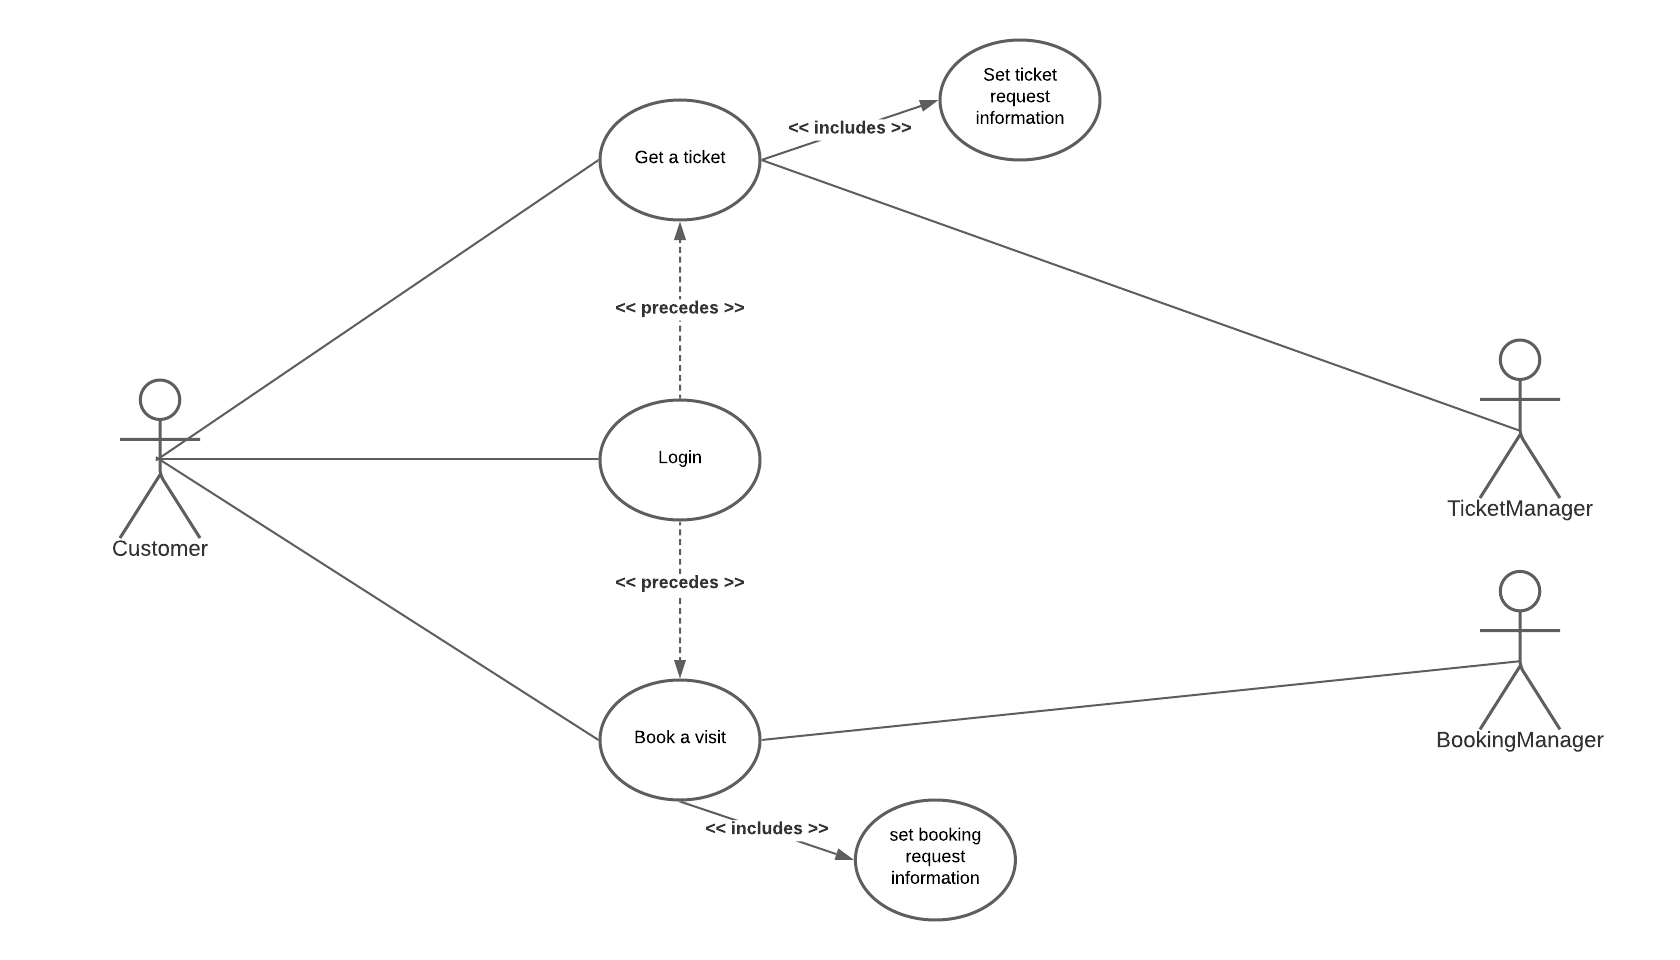 Set ticket
request
information
<< includes >>
Get a ticket
<< precedes >>
Login
TicketManager
Customer
<< precedes >>
Book a visit
BookingManager
<< includes >>
set booking
request
information